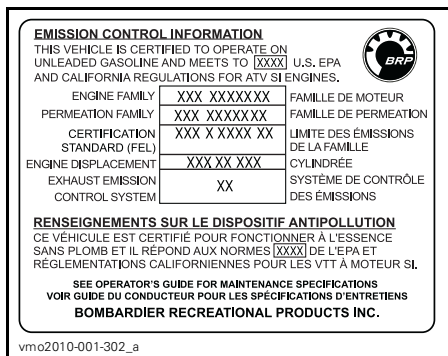 EMISSION CONTROL INFORMATION
THIS VEHICLE IS CERTIFIED TO OPERATE ON
UNLEADED GASOLINE AND MEETS TO XXXX U.S. EPA
AND CALIFORNIA REGULATIONS FOR ATV SI ENGINES.
BRP
ENGINE FAMILY XXX XXXXXXX FAMILLE DE MOTEUR
PERMEATION FAMILY XXX XXXXXXX FAMILLE DE PERMEATION
CERTIFICATION XXX X XXXX XX LIMITE DES ÉMISSIONS
STANDARD (FEL) DE LA FAMILLE
ENGINE DISPLACEMENT XXX XX XXX CYLINDRÉE
EXHAUST EMISSION XX SYSTÈME DE CONTRÔLE
CONTROL SYSTEM DES ÉMISSIONS
RENSEIGNEMENTS SUR LE DISPOSITIF ANTIPOLLUTION
CE VÉHICULE EST CERTIFIÉ POUR FONCTIONNER À L'ESSENCE
SANS PLOMB ET IL RÉPOND AUX NORMES XXXX DE L'EPA ET
RÉGLEMENTATIONS CALIFORNIENNES POUR LES VTT À MOTEUR SI.
SEE OPERATOR'S GUIDE FOR MAINTENANCE SPECIFICATIONS
VOIR GUIDE DU CONDUCTEUR POUR LES SPÉCIFICATIONS D'ENTRETIENS
BOMBARDIER RECREATIONAL PRODUCTS INC.
vmo2010-001-302_a